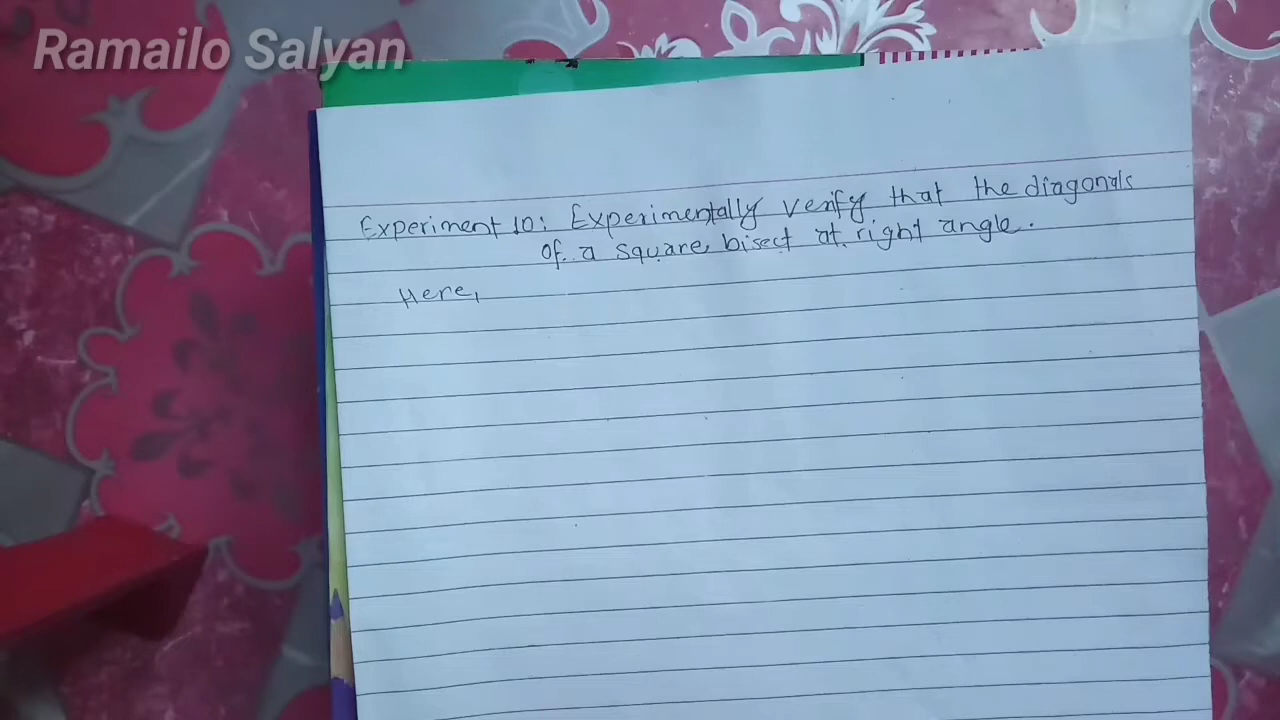 Ramailo Salyan
Experiment 10: Experimentally verify that the diagonals
of a square bisect at right angle.
Here,